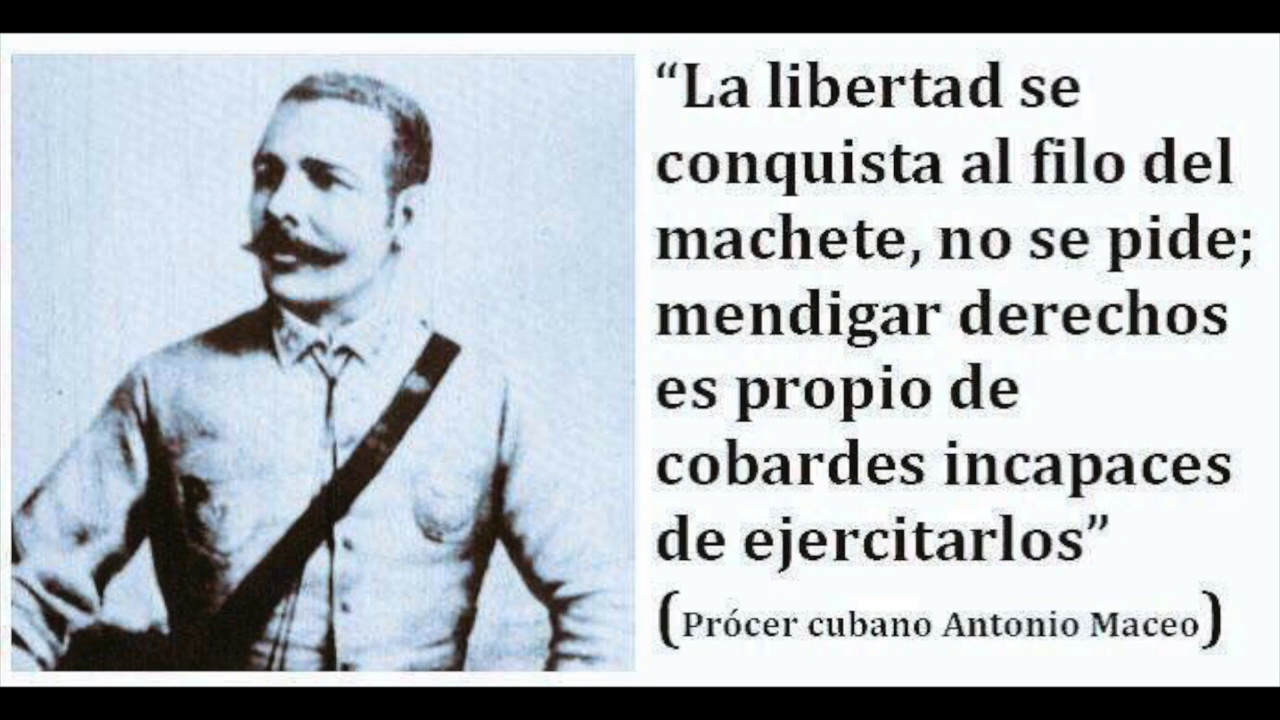 “La libertad se
conquista al filo del
machete, no se pide;
mendigar derechos
es propio de
cobardes incapaces
de ejercitarlos”
(Prócer cubano Antonio Maceo)